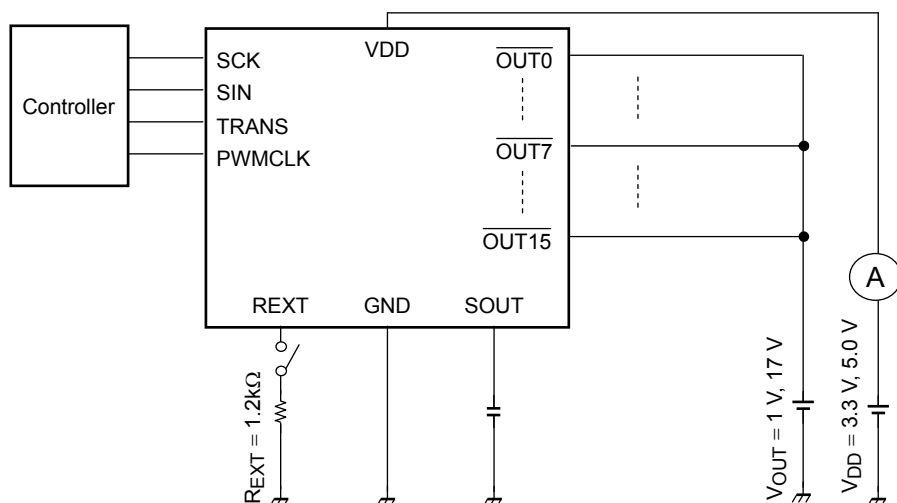 Controller
SCK
SIN
TRANS
PWMCLK
VDD
OUT0
OUT7
OUT15
REXT
GND
SOUT
A
REXT = 1.2kΩ
VOUT = 1 V, 17 V
VDD = 3.3 V, 5.0 V